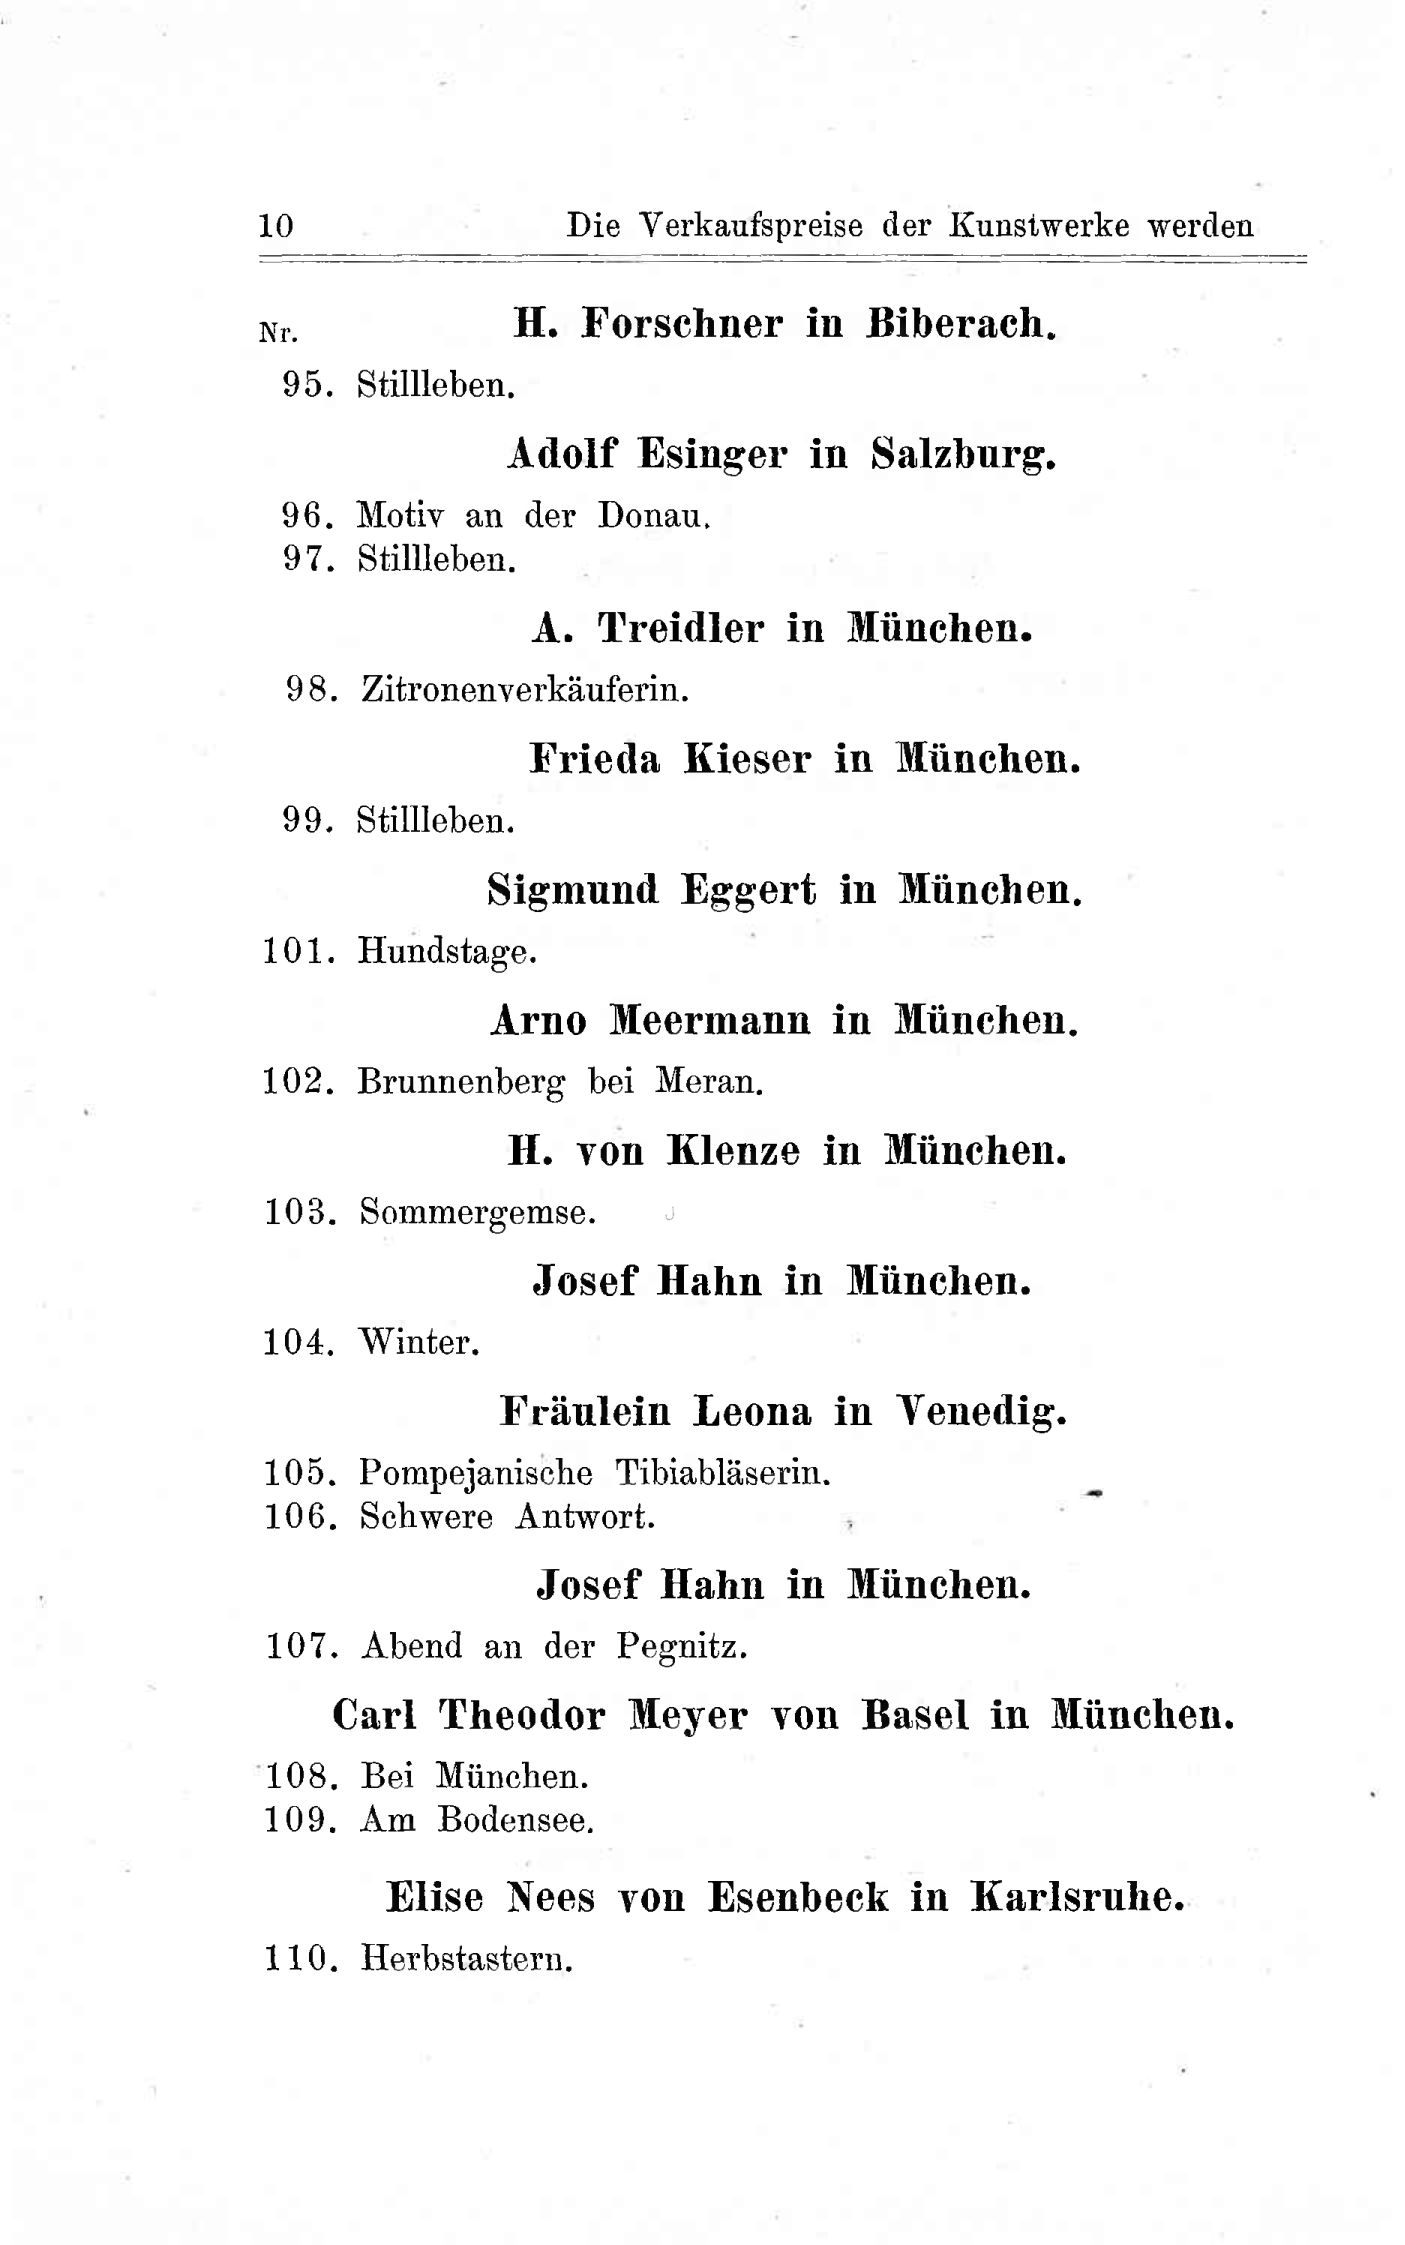 10 Die Verkaufspreise der Kunstwerke werden
Nr. H. Forschner in Biberach.
95. Stillleben.
Adolf Esinger in Salzburg.
96. Motiv an der Donau.
97. Stillleben.
A. Treidler in München.
98. Zitronenverkäuferin.
Frieda Kieser in München.
99. Stillleben.
Sigmund Eggert in München.
101. Hundstage.
Arno Meermann in München.
102. Brunnenberg bei Meran.
H. von Klenze in München.
103. Sommergemse.
Josef Hahn in München.
104. Winter.
Fräulein Leona in Venedig.
105. Pompejanische Tibiabläserin.
106. Schwere Antwort.
Josef Hahn in München.
107. Abend an der Pegnitz.
Carl Theodor Meyer von Basel in München.
108. Bei München.
109. Am Bodensee.
Elise Nees von Esenbeck in Karlsruhe.
110. Herbstastern.